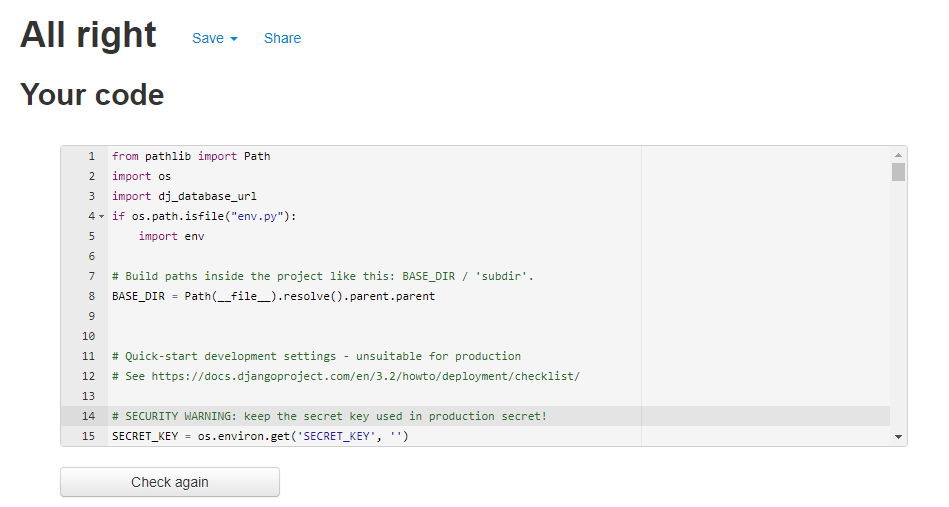 All right Save Share
Your code
1 from pathlib import Path
2 import os
3 import dj_database_url
4 if os.path.isfile("env.py"):
5     import env
6
7 # Build paths inside the project like this: BASE_DIR / 'subdir'.
8 BASE_DIR = Path(__file__).resolve().parent.parent
9
10
11 # Quick-start development settings - unsuitable for production
12 # See https://docs.djangoproject.com/en/3.2/howto/deployment/checklist/
13
14 # SECURITY WARNING: keep the secret key used in production secret!
15 SECRET_KEY = os.environ.get('SECRET_KEY', '')
Check again